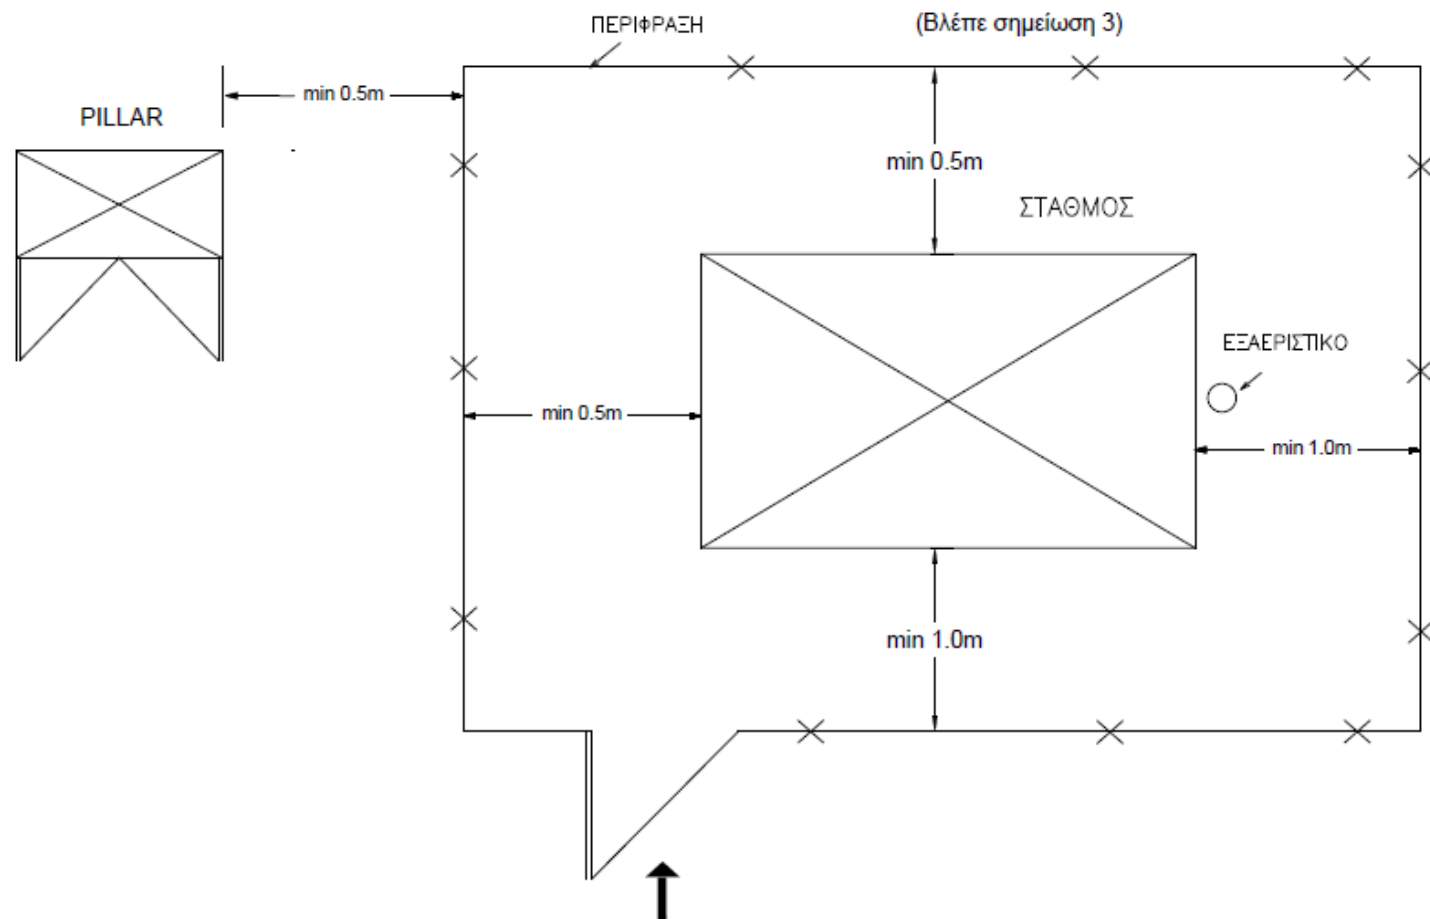 ΠΕΡΙΦΡΑΞΗ
(Βλέπε σημείωση 3)
min 0.5m
PILLAR
min 0.5m
ΣΤΑΘΜΟΣ
ΕΞΑΕΡΙΣΤΙΚΟ
min 0.5m
min 1.0m
min 1.0m